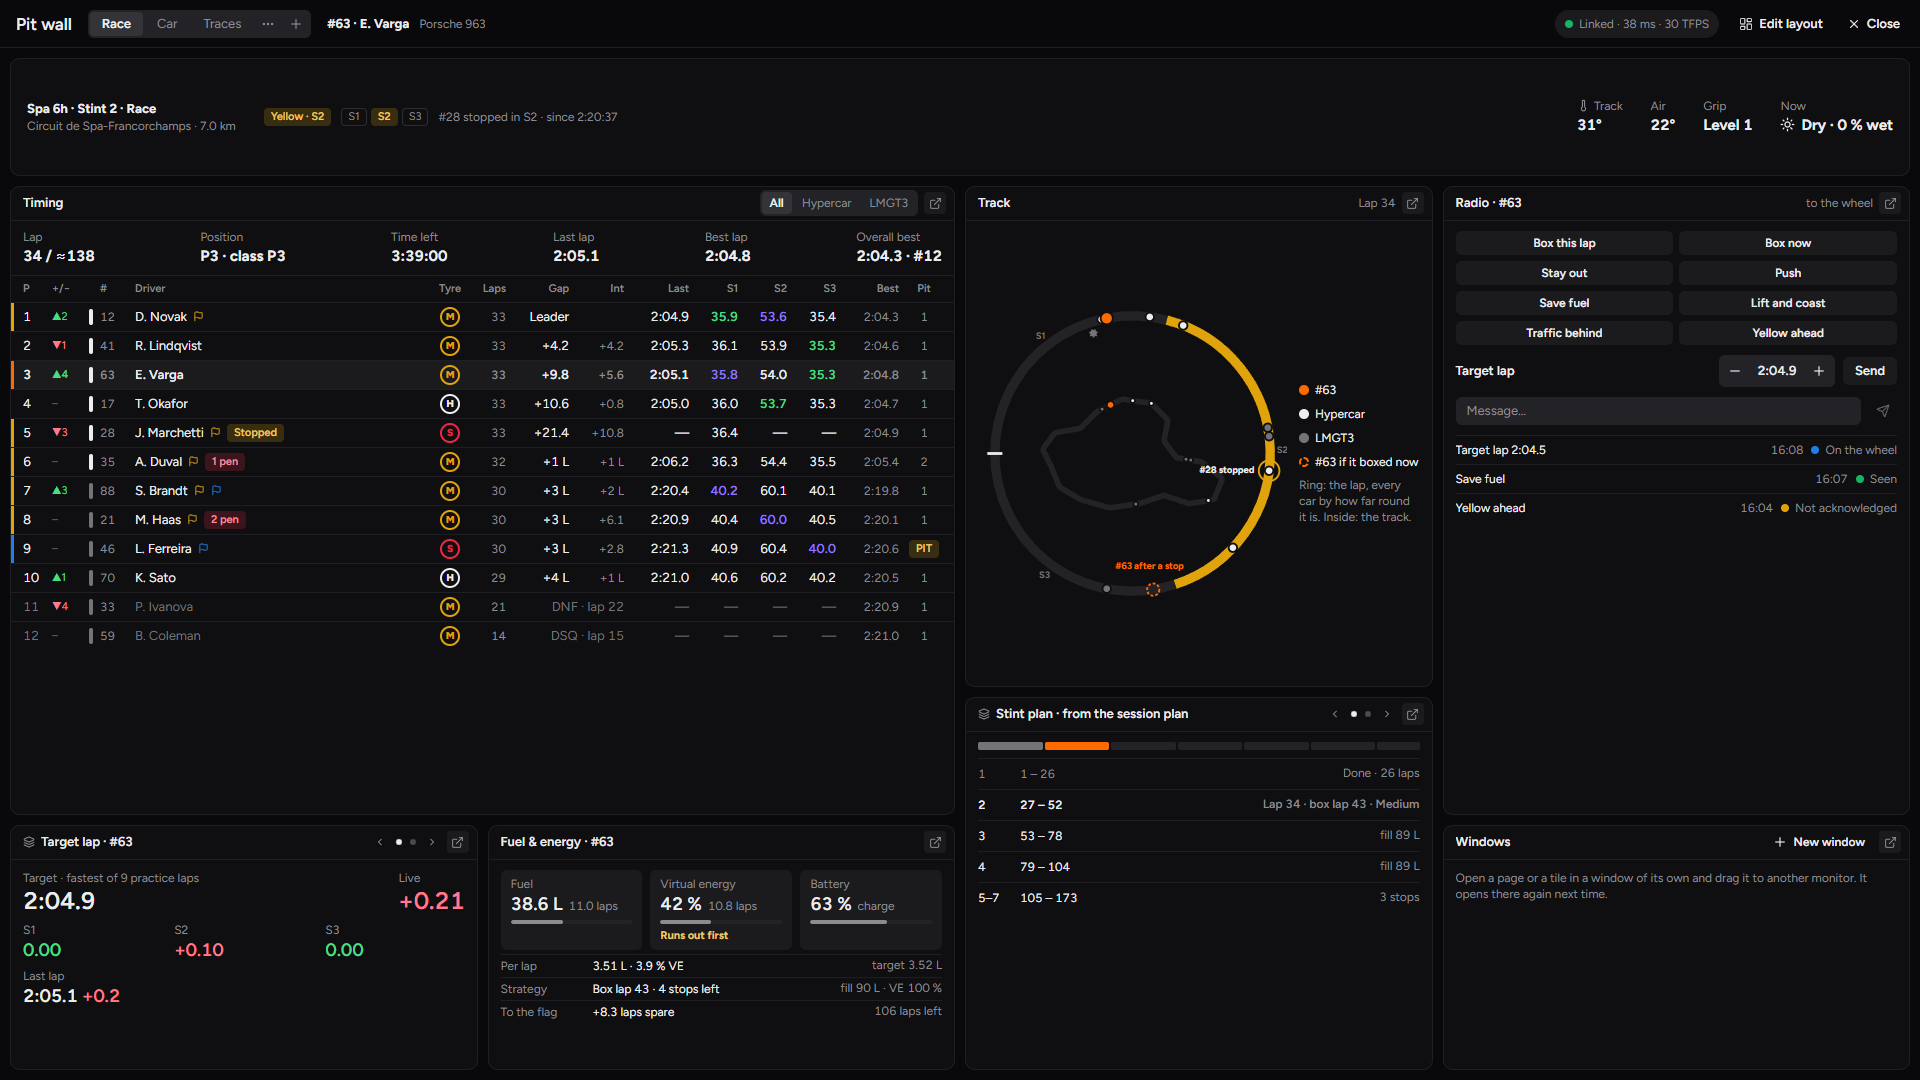 Pit wall
Race Car Traces ··· +
#63 · E. Varga Porsche 963
Linked · 38 ms · 30 TFPS
Edit layout
Close
Spa 6h · Stint 2 · Race
Circuit de Spa-Francorchamps · 7.0 km
Yellow · S2 S1 S2 S3 #28 stopped in S2 · since 2:20:37
Track Air Grip Now
31° 22° Level 1 Dry · 0 % wet
Timing
All Hypercar LMGT3
Lap Position Time left Last lap Best lap Overall best
34 / ≈138 P3 · class P3 3:39:00 2:05.1 2:04.8 2:04.3 · #12
P +/− # Driver Tyre Laps Gap Int Last S1 S2 S3 Best Pit
1 ▲2 12 D. Novak M 33 Leader 2:04.9 35.9 53.6 35.4 2:04.3 1
2 ▼1 41 R. Lindqvist M 33 +4.2 +4.2 2:05.3 36.1 53.9 35.3 2:04.6 1
3 ▲4 63 E. Varga M 33 +9.8 +5.6 2:05.1 35.8 54.0 35.3 2:04.8 1
4 – 17 T. Okafor H 33 +10.6 +0.8 2:05.0 36.0 53.7 35.3 2:04.7 1
5 ▼3 28 J. Marchetti Stopped S 33 +21.4 +10.8 — 36.4 — — 2:04.9 1
6 – 35 A. Duval 1 pen M 32 +1 L +1 L 2:06.2 36.3 54.4 35.5 2:05.4 2
7 ▲3 88 S. Brandt M 30 +3 L +2 L 2:20.4 40.2 60.1 40.1 2:19.8 1
8 – 21 M. Haas 2 pen M 30 +3 L +6.1 2:20.9 40.4 60.0 40.5 2:20.1 1
9 – 46 L. Ferreira S 30 +3 L +2.8 2:21.3 40.9 60.4 40.0 2:20.6 PIT
10 ▲1 70 K. Sato H 29 +4 L +1 L 2:21.0 40.6 60.2 40.2 2:20.5 1
11 ▼4 33 P. Ivanova M 21 DNF · lap 22 — — — — 2:20.9 1
12 – 59 B. Coleman M 14 DSQ · lap 15 — — — — 2:21.0 1
Track
Lap 34
S1
S2
S3
#28 stopped
#63 after a stop
#63
Hypercar
LMGT3
#63 if it boxed now
Ring: the lap, every
car by how far round
it is. Inside: the track.
Radio · #63
to the wheel
Box this lap Box now
Stay out Push
Save fuel Lift and coast
Traffic behind Yellow ahead
Target lap − 2:04.9 + Send
Message...
Target lap 2:04.5 16:08 On the wheel
Save fuel 16:07 Seen
Yellow ahead 16:04 Not acknowledged
Stint plan · from the session plan
1 1 – 26 Done · 26 laps
2 27 – 52 Lap 34 · box lap 43 · Medium
3 53 – 78 fill 89 L
4 79 – 104 fill 89 L
5–7 105 – 173 3 stops
Target lap · #63
Target · fastest of 9 practice laps Live
2:04.9 +0.21
S1 S2 S3
0.00 +0.10 0.00
Last lap
2:05.1 +0.2
Fuel & energy · #63
Fuel Virtual energy Battery
38.6 L 11.0 laps 42 % 10.8 laps 63 % charge
Runs out first
Per lap 3.51 L · 3.9 % VE target 3.52 L
Strategy Box lap 43 · 4 stops left fill 90 L · VE 100 %
To the flag +8.3 laps spare 106 laps left
Windows
+ New window
Open a page or a tile in a window of its own and drag it to another monitor. It
opens there again next time.